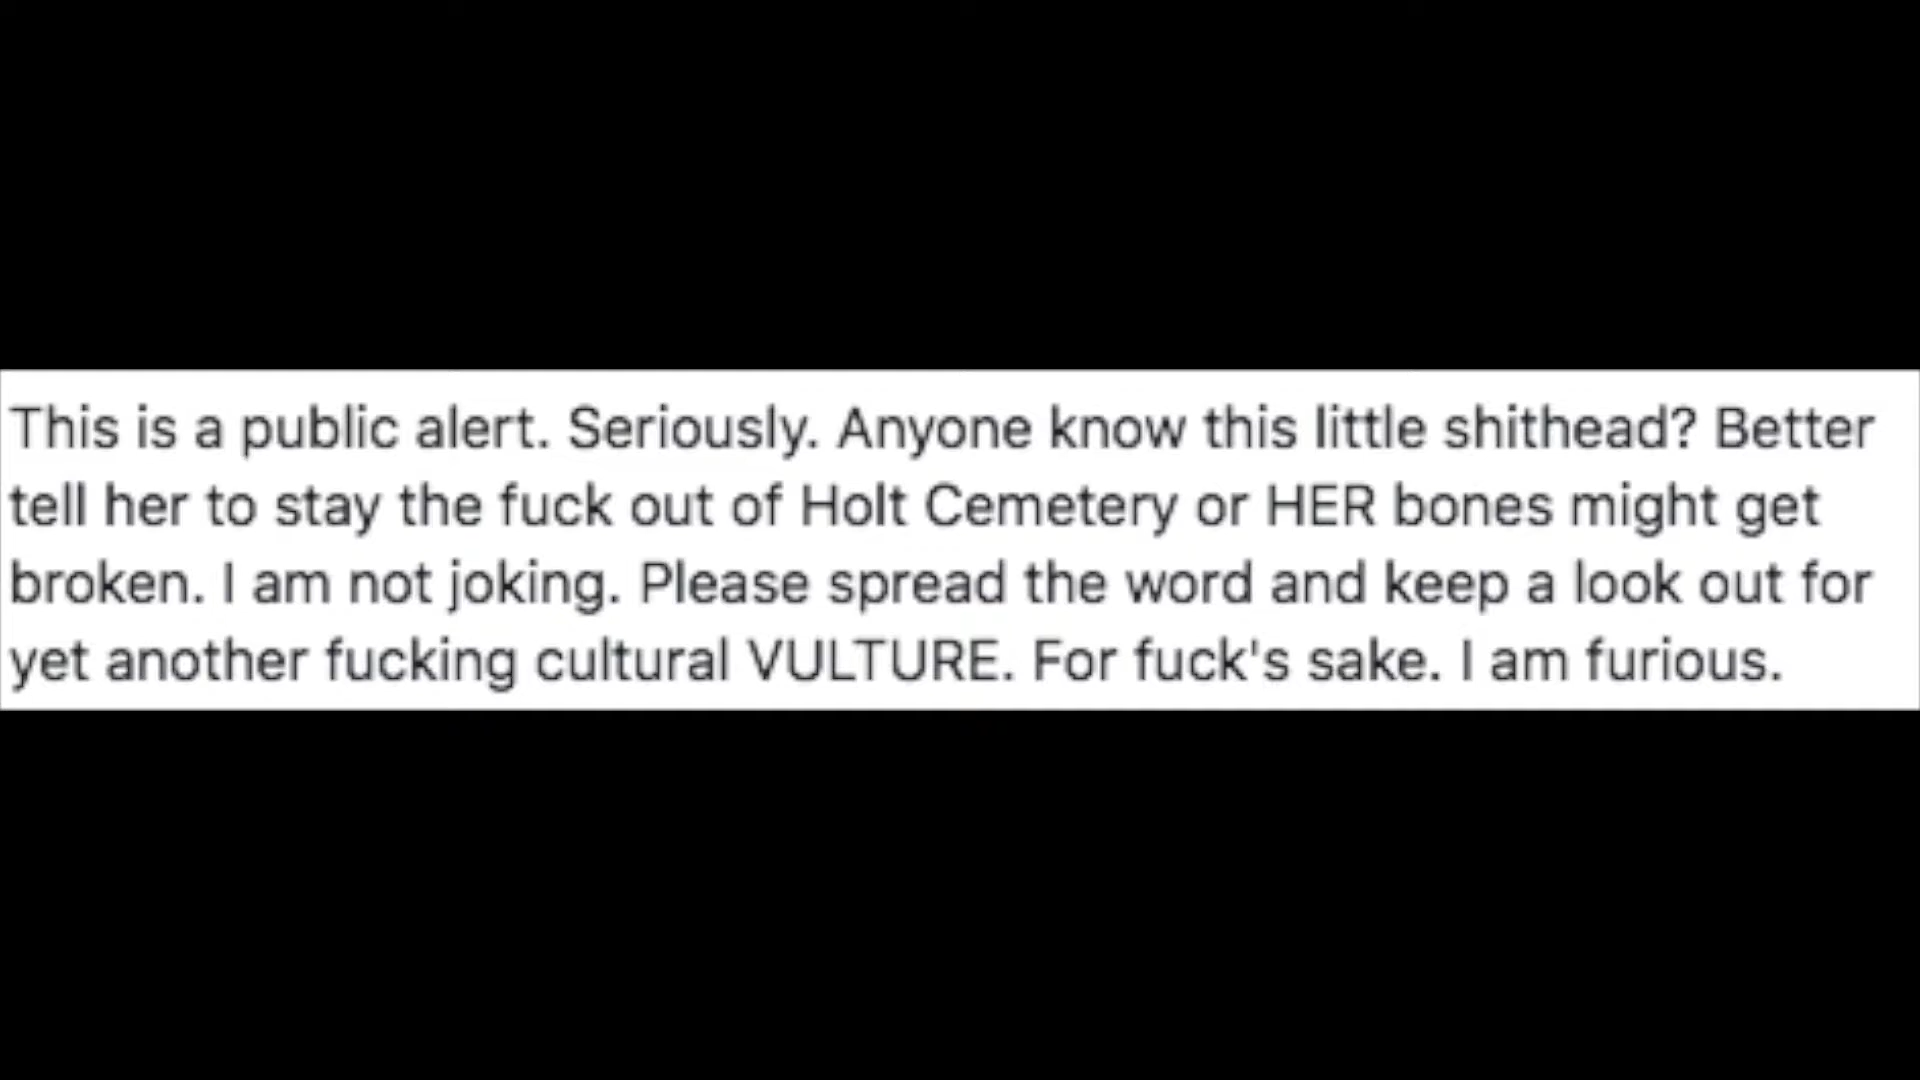 This is a public alert. Seriously. Anyone know this little shithead? Better
tell her to stay the fuck out of Holt Cemetery or HER bones might get
broken. I am not joking. Please spread the word and keep a look out for
yet another fucking cultural VULTURE. For fuck's sake. I am furious.